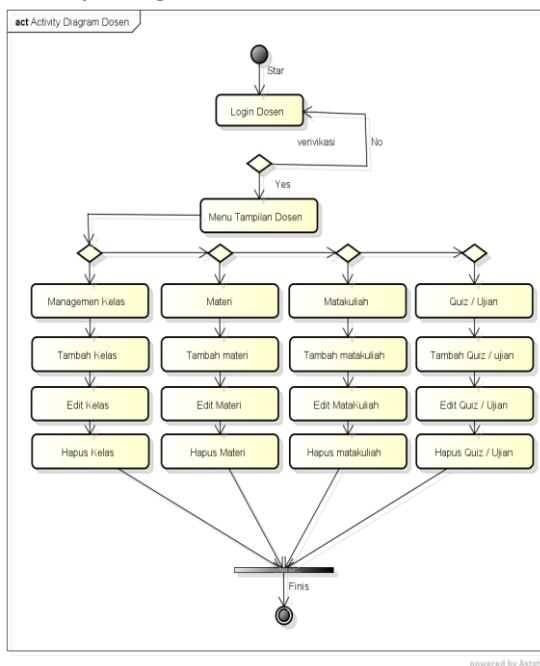 act Activity Diagram Dosen
Star
Login Dosen
verivikasi
No
Yes
Menu Tampilan Dosen
Managemen Kelas
Materi
Matakuliah
Quiz / Ujian
Tambah Kelas
Tambah materi
Tambah matakuliah
Tambah Quiz / ujian
Edit Kelas
Edit Materi
Edit MataKuliah
Edit Quiz / Ujian
Hapus Kelas
Hapus Materi
Hapus matakuliah
Hapus Quiz / Ujian
Finis
powered by Astah